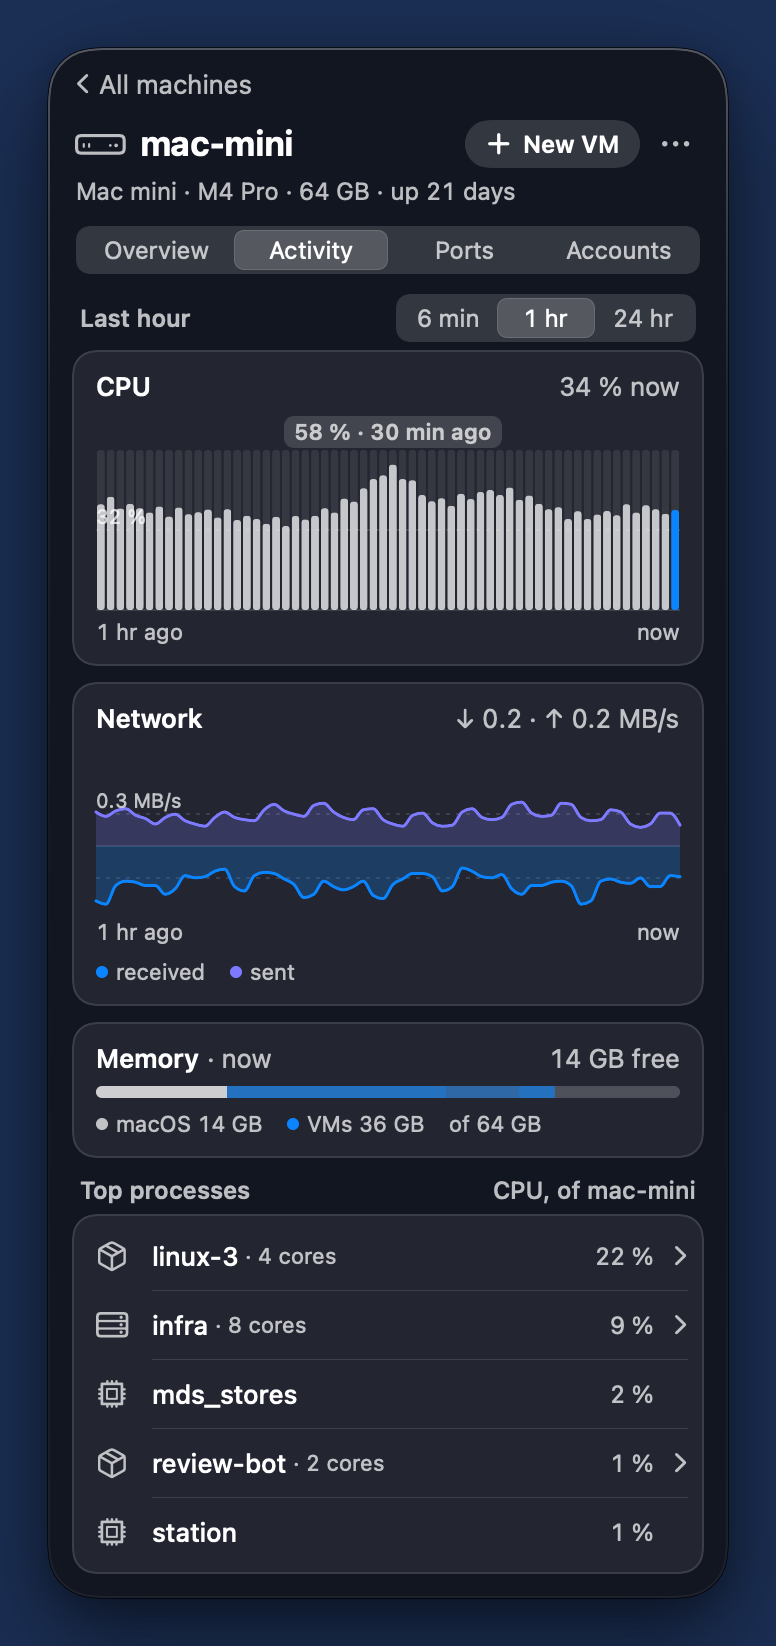 All machines
mac-mini
+ New VM
Mac mini · M4 Pro · 64 GB · up 21 days
Overview Activity Ports Accounts
Last hour 6 min 1 hr 24 hr
CPU 34 % now
58 % · 30 min ago
32 %
1 hr ago now
Network ↓ 0.2 · ↑ 0.2 MB/s
0.3 MB/s
1 hr ago now
received sent
Memory · now 14 GB free
macOS 14 GB VMs 36 GB of 64 GB
Top processes CPU, of mac-mini
linux-3 · 4 cores 22 %
infra · 8 cores 9 %
mds_stores 2 %
review-bot · 2 cores 1 %
station 1 %